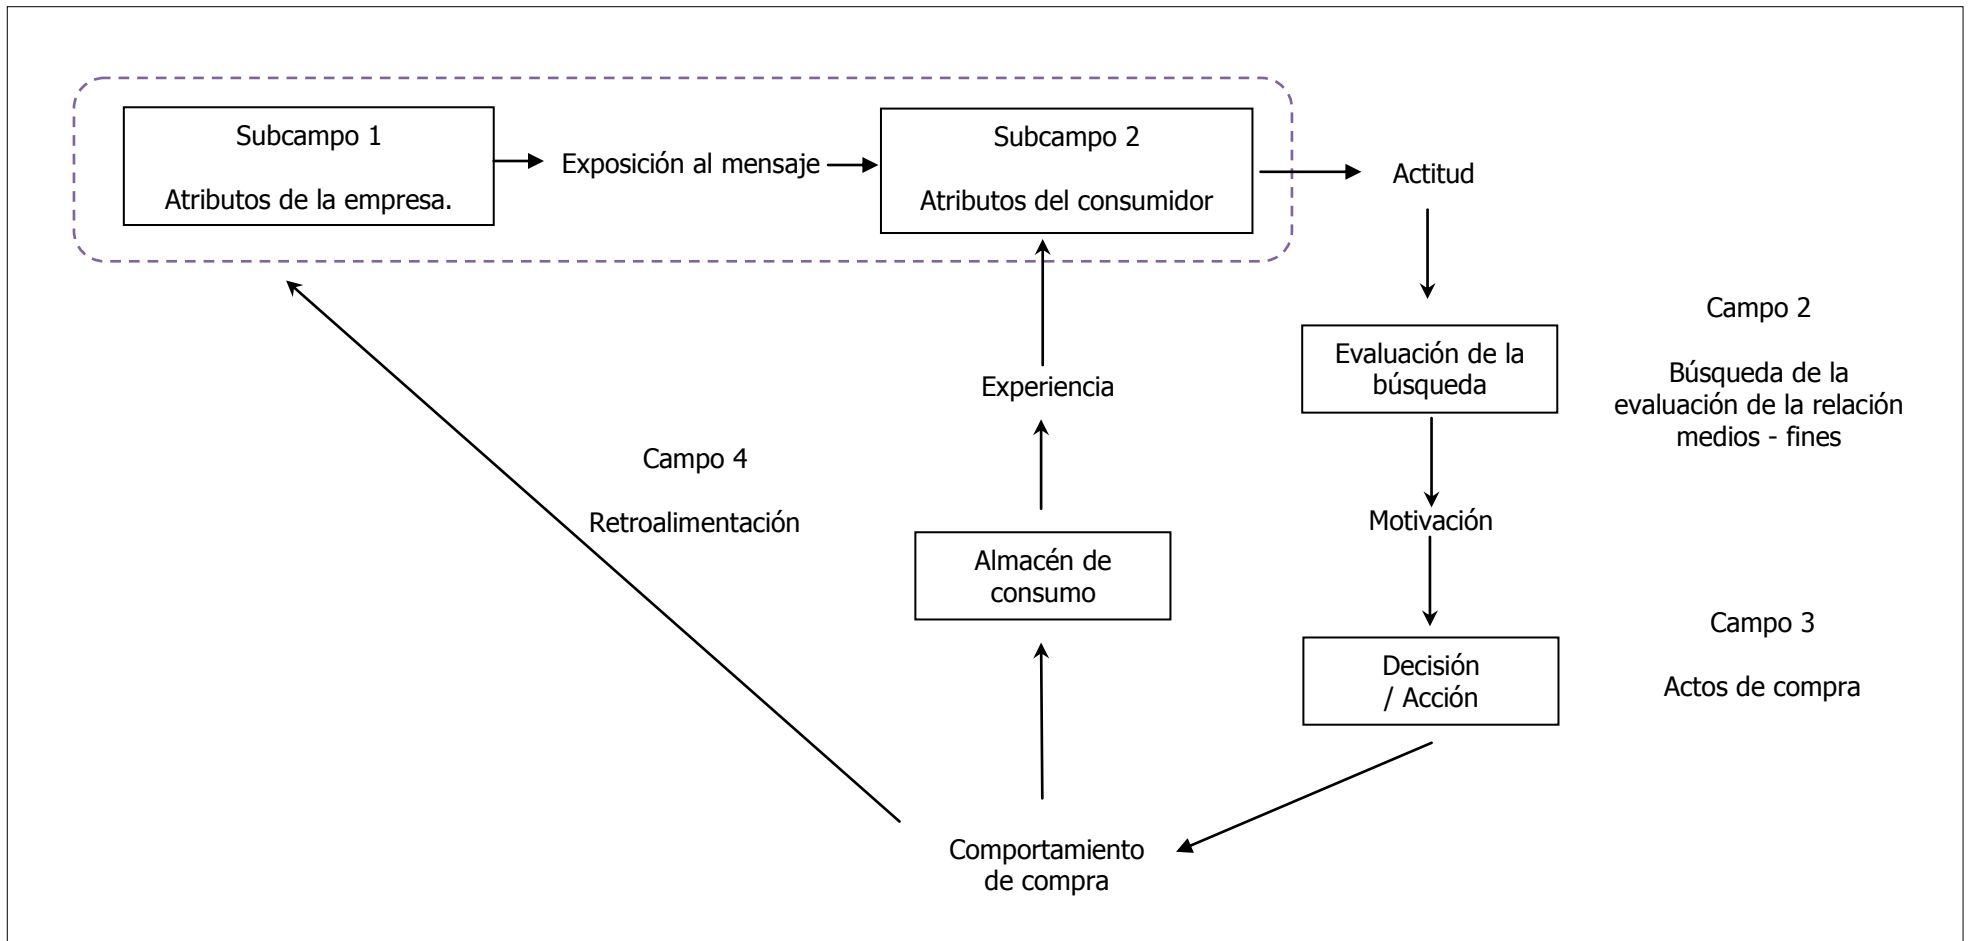 Subcampo 1
Atributos de la empresa.
Exposición al mensaje
Subcampo 2
Atributos del consumidor
Actitud
Evaluación de la
búsqueda
Campo 2
Búsqueda de la
evaluación de la relación
medios - fines
Experiencia
Campo 4
Retroalimentación
Motivación
Almacén de
consumo
Decisión
/ Acción
Campo 3
Actos de compra
Comportamiento
de compra